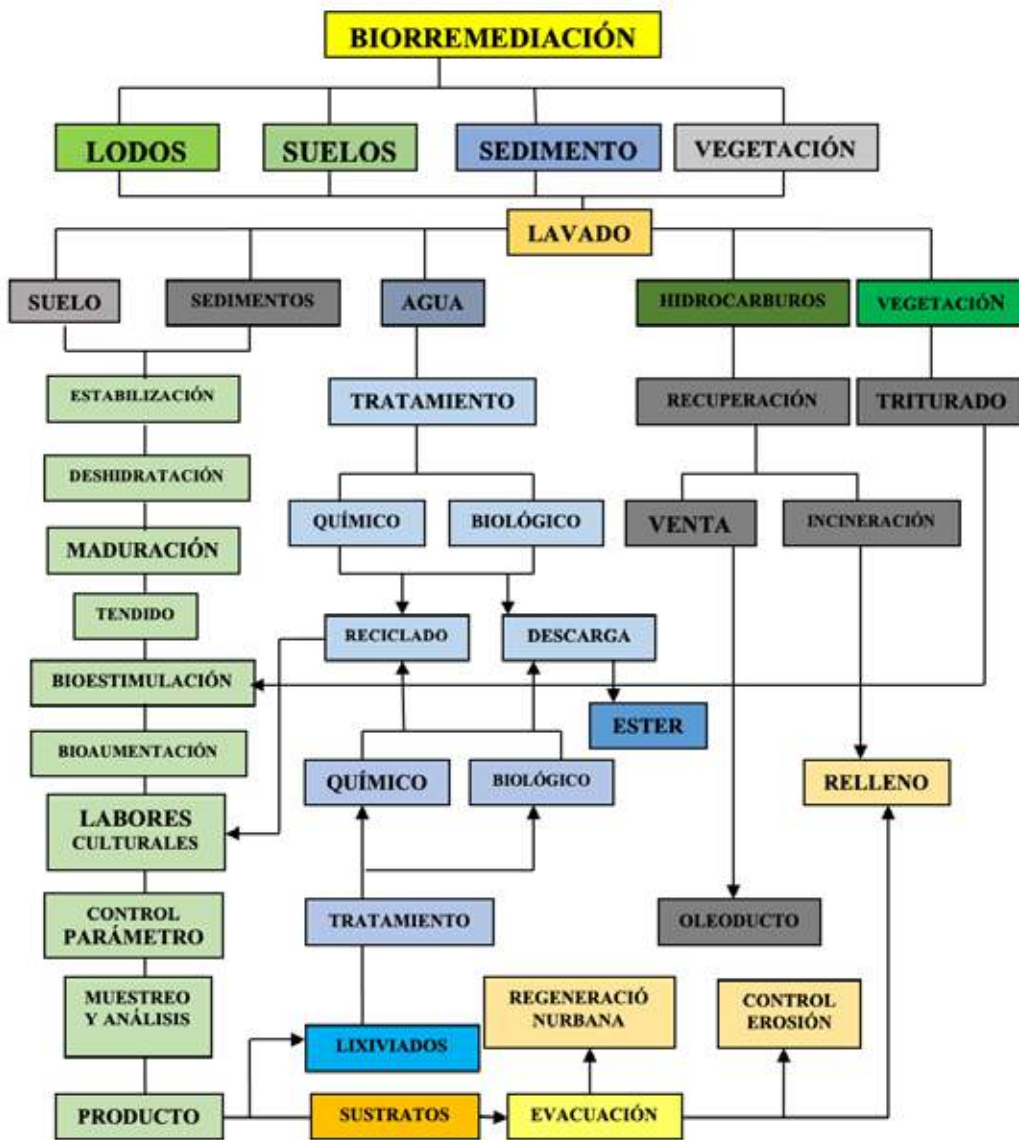 BIORREMEDIACIÓN
LODOS
SUELOS
SEDIMENTO
VEGETACIÓN
LAVADO
SUELO
SEDIMENTOS
AGUA
HIDROCARBUROS
VEGETACIÓN
ESTABILIZACIÓN
TRATAMIENTO
RECUPERACIÓN
TRITURADO
DESHIDRATACIÓN
QUÍMICO
BIOLÓGICO
VENTA
INCINERACIÓN
MADURACIÓN
TENDIDO
RECICLADO
DESCARGA
BIOESTIMULACIÓN
ESTER
BIOAUMENTACIÓN
QUÍMICO
BIOLÓGICO
RELLENO
LABORES
CULTURALES
CONTROL
PARÁMETRO
TRATAMIENTO
OLEODUCTO
MUESTREO
Y ANÁLISIS
REGENERACIÓ
NURBANA
CONTROL
EROSIÓN
LIXIVIADOS
PRODUCTO
SUSTRATOS
EVACUACIÓN